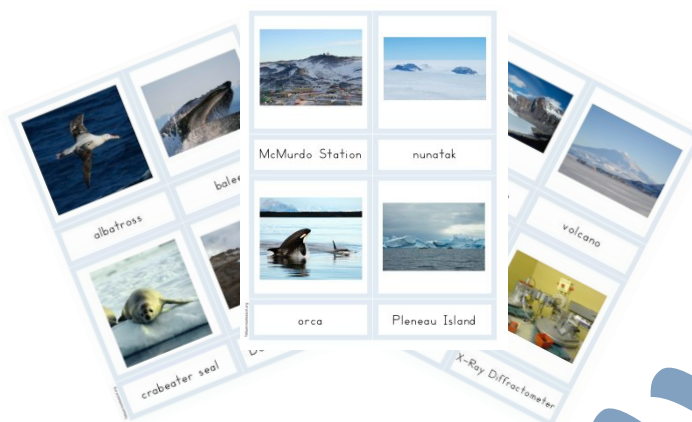 McMurdo Station
nunatak
orca
Pleneau Island
albatross
crabeater seal
volcano
X-Ray Diffractometer